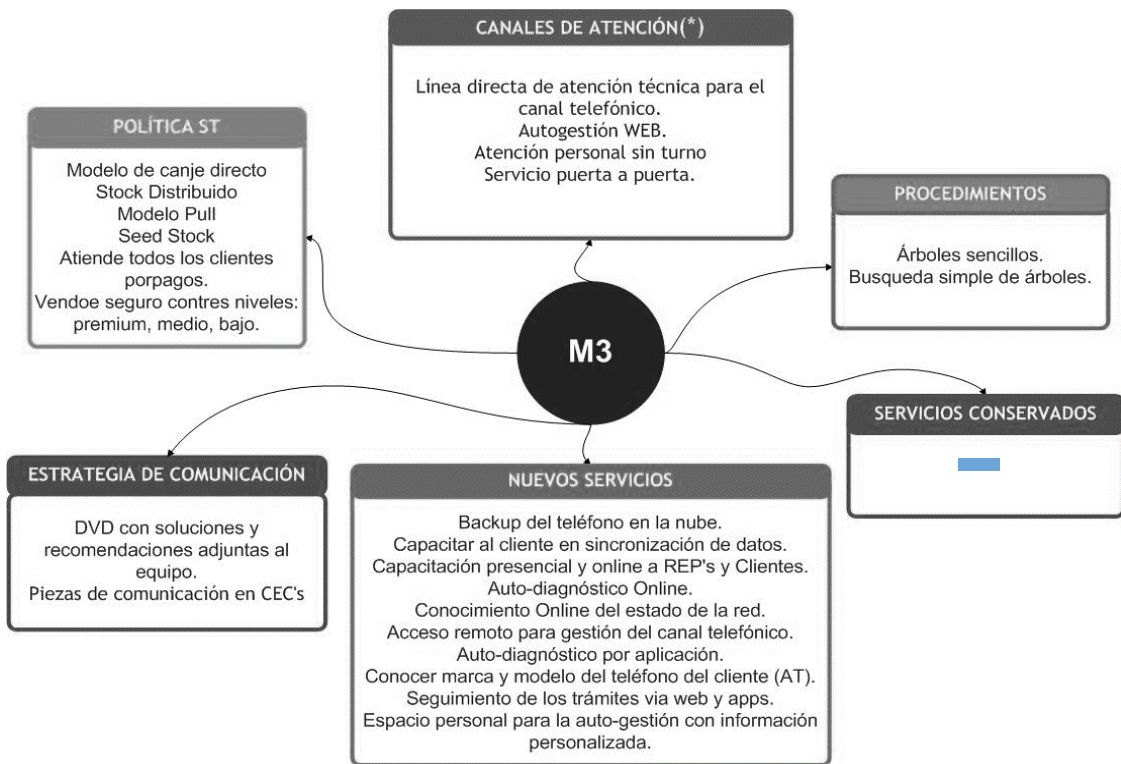 CANALES DE ATENCIÓN(*)
Línea directa de atención técnica para el
canal telefónico.
Autogestión WEB.
Atención personal sin turno
Servicio puerta a puerta.
POLÍTICA ST
Modelo de canje directo
Stock Distribuido
Modelo Pull
Seed Stock
Atiende todos los clientes
porpagos.
Vendoe seguro contres niveles:
premium, medio, bajo.
PROCEDIMIENTOS
Árboles sencillos.
Busqueda simple de árboles.
M3
SERVICIOS CONSERVADOS
ESTRATEGIA DE COMUNICACIÓN
DVD con soluciones y
recomendaciones adjuntas al
equipo.
Piezas de comunicación en CEC's
NUEVOS SERVICIOS
Backup del teléfono en la nube.
Capacitar al cliente en sincronización de datos.
Capacitación presencial y online a REP's y Clientes.
Auto-diagnóstico Online.
Conocimiento Online del estado de la red.
Acceso remoto para gestión del canal telefónico.
Auto-diagnóstico por aplicación.
Conocer marca y modelo del teléfono del cliente (AT).
Seguimiento de los trámites via web y apps.
Espacio personal para la auto-gestión con información
personalizada.